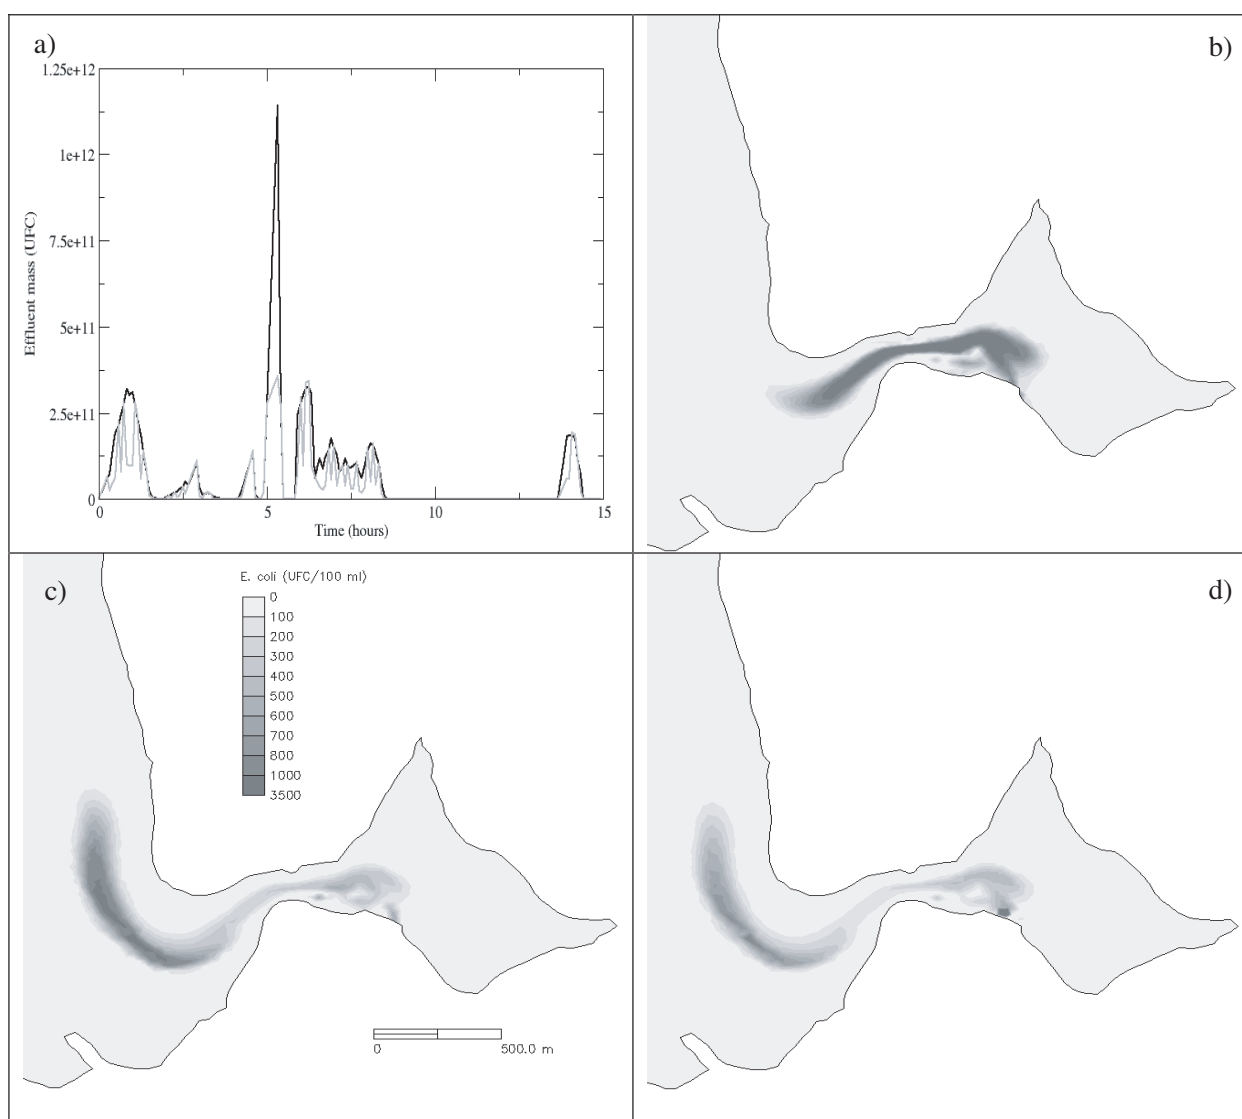 a)
1.25e+12
1e+12
7.5e+11
5e+11
2.5e+11
0
Effluent mass (UFC)
0 5 10 15
Time (hours)
b)
c)
E. coli (UFC/100 ml)
0
100
200
300
400
500
600
700
800
1000
3500
0 500.0 m
d)